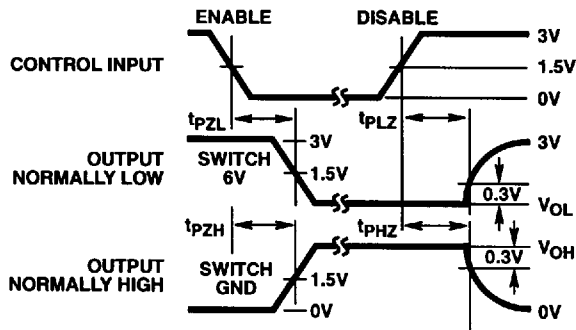 ENABLE DISABLE
3V
CONTROL INPUT 1.5V
0V
tPZL 3V tPLZ 3V
OUTPUT SWITCH
NORMALLY LOW 6V 1.5V 0.3V
VOL
tPZH tPHZ VOH
OUTPUT SWITCH 0.3V
NORMALLY HIGH GND 1.5V
0V 0V